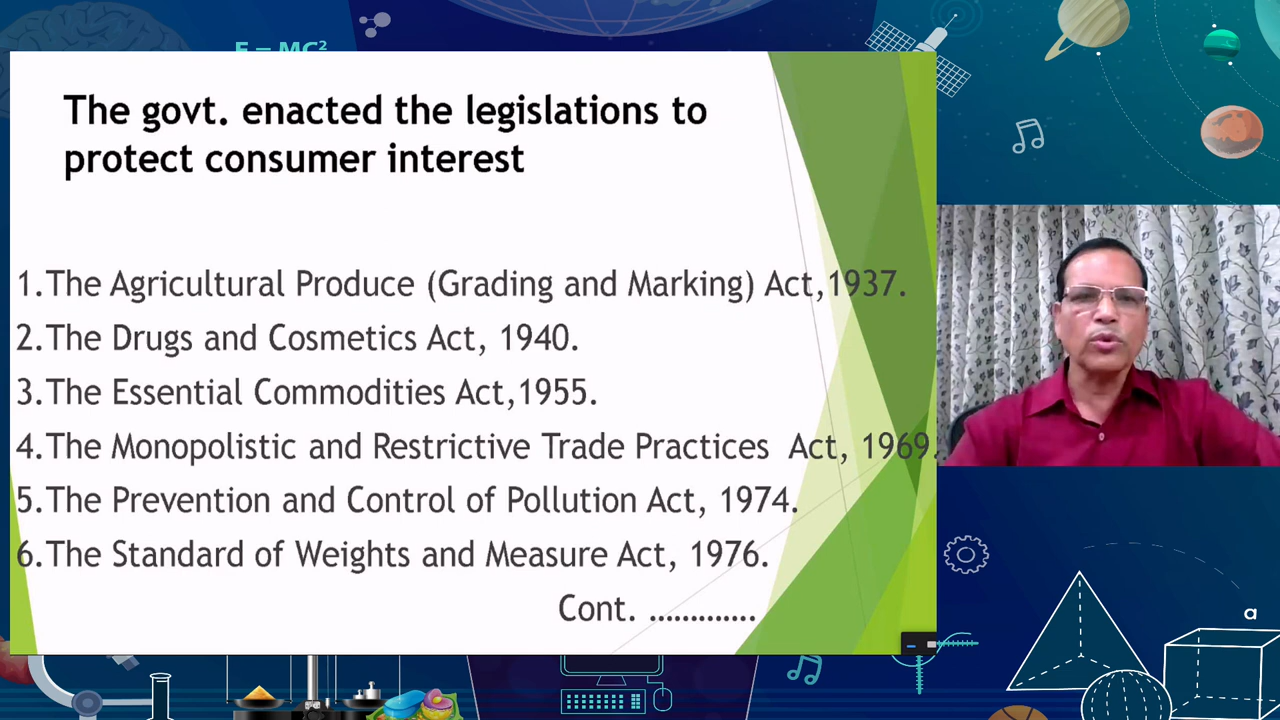 E = MC²
The govt. enacted the legislations to
protect consumer interest
1.The Agricultural Produce (Grading and Marking) Act,1937.
2.The Drugs and Cosmetics Act, 1940.
3.The Essential Commodities Act,1955.
4.The Monopolistic and Restrictive Trade Practices Act, 1969.
5.The Prevention and Control of Pollution Act, 1974.
6.The Standard of Weights and Measure Act, 1976.
Cont. .............
a